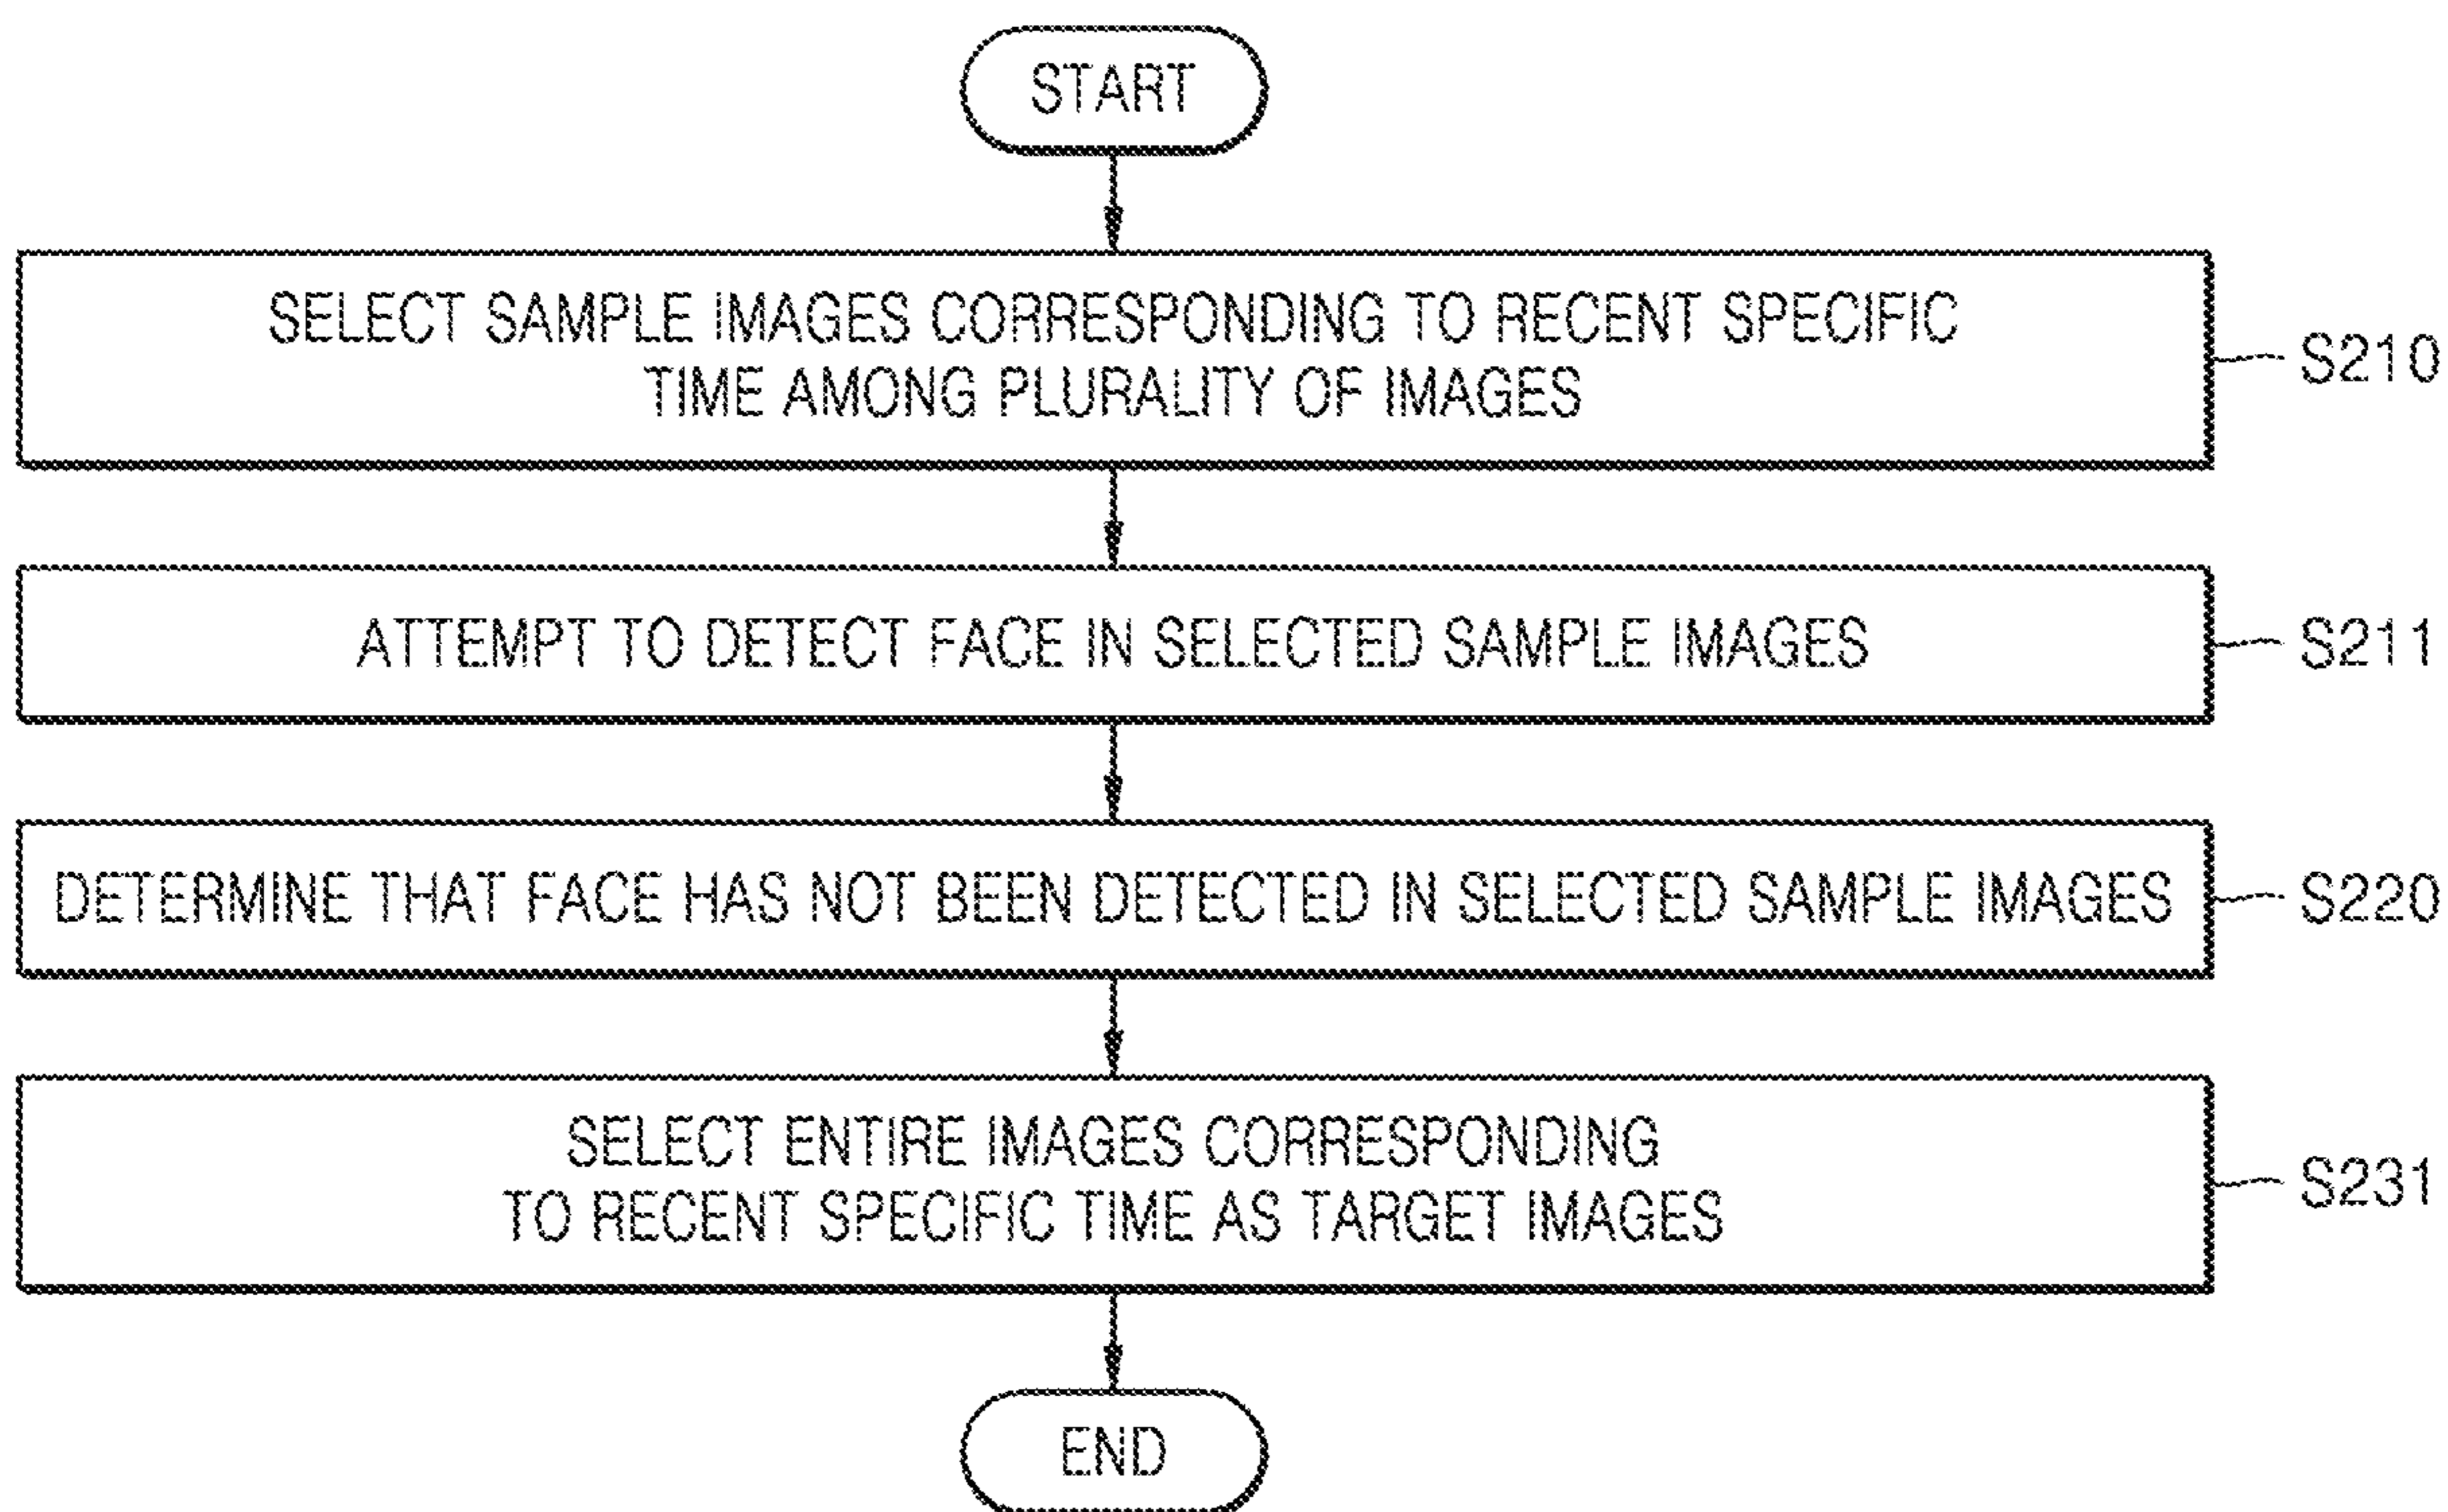 START
SELECT SAMPLE IMAGES CORRESPONDING TO RECENT SPECIFIC
TIME AMONG PLURALITY OF IMAGES
S210
ATTEMPT TO DETECT FACE IN SELECTED SAMPLE IMAGES
S211
DETERMINE THAT FACE HAS NOT BEEN DETECTED IN SELECTED SAMPLE IMAGES
S220
SELECT ENTIRE IMAGES CORRESPONDING
TO RECENT SPECIFIC TIME AS TARGET IMAGES
S231
END